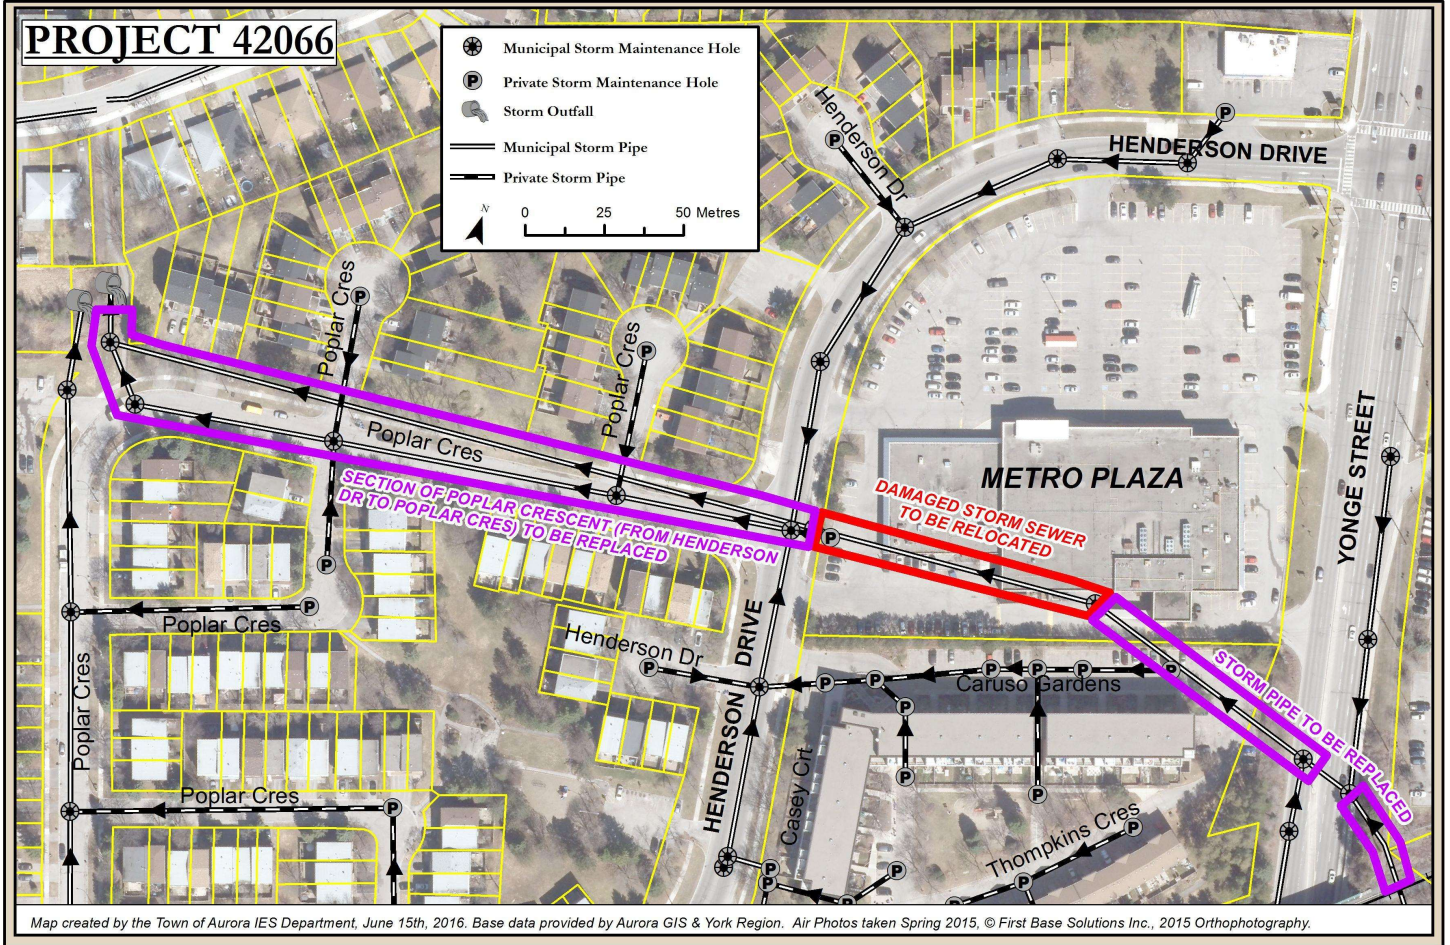 PROJECT 42066
Municipal Storm Maintenance Hole
P
Private Storm Maintenance Hole
Storm Outfall
Municipal Storm Pipe
Private Storm Pipe
N
0 25 50 Metres
Henderson Dr
P
P
HENDERSON DRIVE
Poplar Cres
P
Poplar Cres
P
Poplar Cres
METRO PLAZA
YONGE STREET
SECTION OF POPLAR CRESCENT (FROM HENDERSON
DR TO POPLAR CRES) TO BE REPLACED
DAMAGED STORM SEWER
TO BE RELOCATED
P
P
P
Poplar Cres
Poplar Cres
Henderson Dr
P
HENDERSON DRIVE
P
P
P
P
P
P
Caruso Gardens
P
P
P
STORM PIPE TO BE REPLACED
Poplar Cres
P
HENDERSON DRIVE
Casey Crt
Thompkins Cres
P
P
P
P
P
P
P
Map created by the Town of Aurora IES Department, June 15th, 2016. Base data provided by Aurora GIS & York Region. Air Photos taken Spring 2015, © First Base Solutions Inc., 2015 Orthophotography.